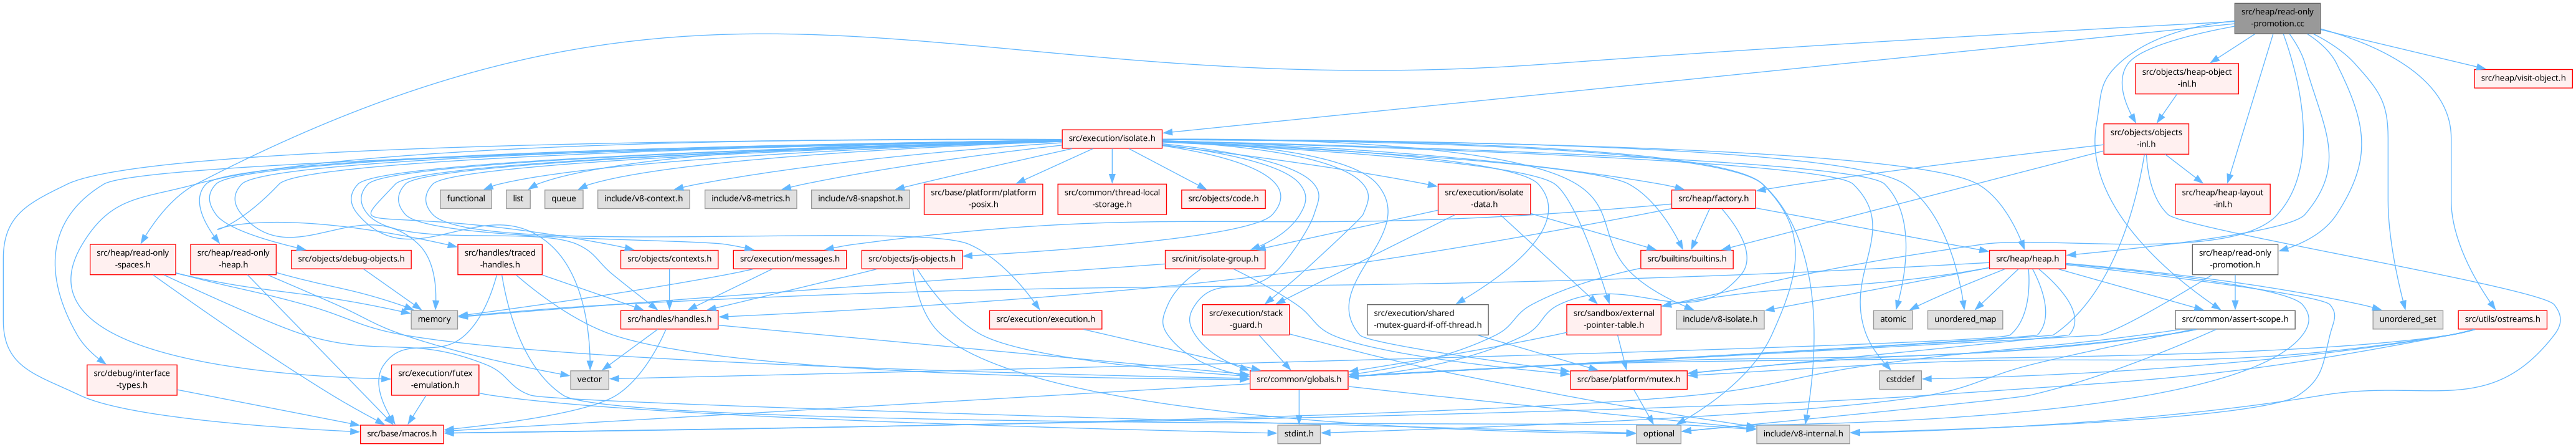 src/heap/read-only
-promotion.cc
src/objects/heap-object
-inl.h
src/heap/visit-object.h
src/execution/isolate.h
src/objects/objects
-inl.h
functional
list
queue
include/v8-context.h
include/v8-metrics.h
include/v8-snapshot.h
src/base/platform/platform
-posix.h
src/common/thread-local
-storage.h
src/objects/code.h
src/execution/isolate
-data.h
src/heap/factory.h
src/heap/heap-layout
-inl.h
src/heap/read-only
-spaces.h
src/heap/read-only
-heap.h
src/objects/debug-objects.h
src/handles/traced
-handles.h
src/objects/contexts.h
src/execution/messages.h
src/objects/js-objects.h
src/init/isolate-group.h
src/builtins/builtins.h
src/heap/heap.h
src/heap/read-only
-promotion.h
memory
src/handles/handles.h
src/execution/execution.h
src/execution/stack
-guard.h
src/execution/shared
-mutex-guard-if-off-thread.h
src/sandbox/external
-pointer-table.h
include/v8-isolate.h
atomic
unordered_map
src/common/assert-scope.h
unordered_set
src/utils/ostreams.h
src/debug/interface
-types.h
src/execution/futex
-emulation.h
vector
src/common/globals.h
src/base/platform/mutex.h
cstddef
src/base/macros.h
stdint.h
optional
include/v8-internal.h